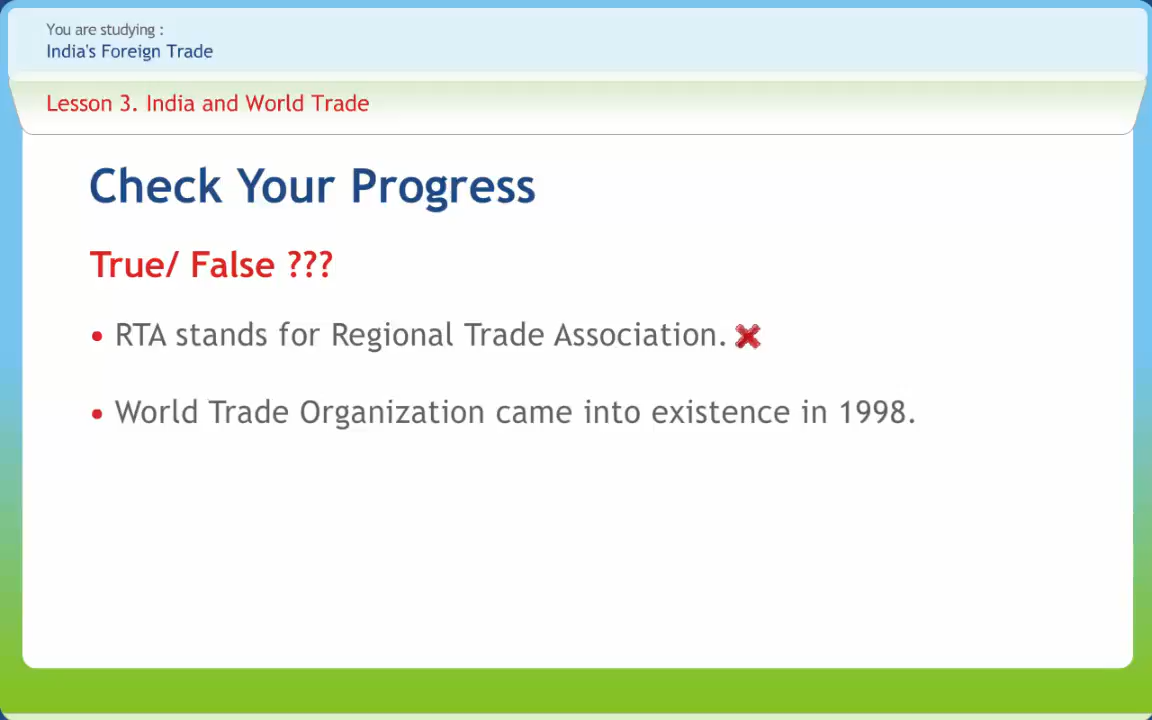 You are studying :
India's Foreign Trade
Lesson 3. India and World Trade
Check Your Progress
True/ False ???
• RTA stands for Regional Trade Association.
• World Trade Organization came into existence in 1998.